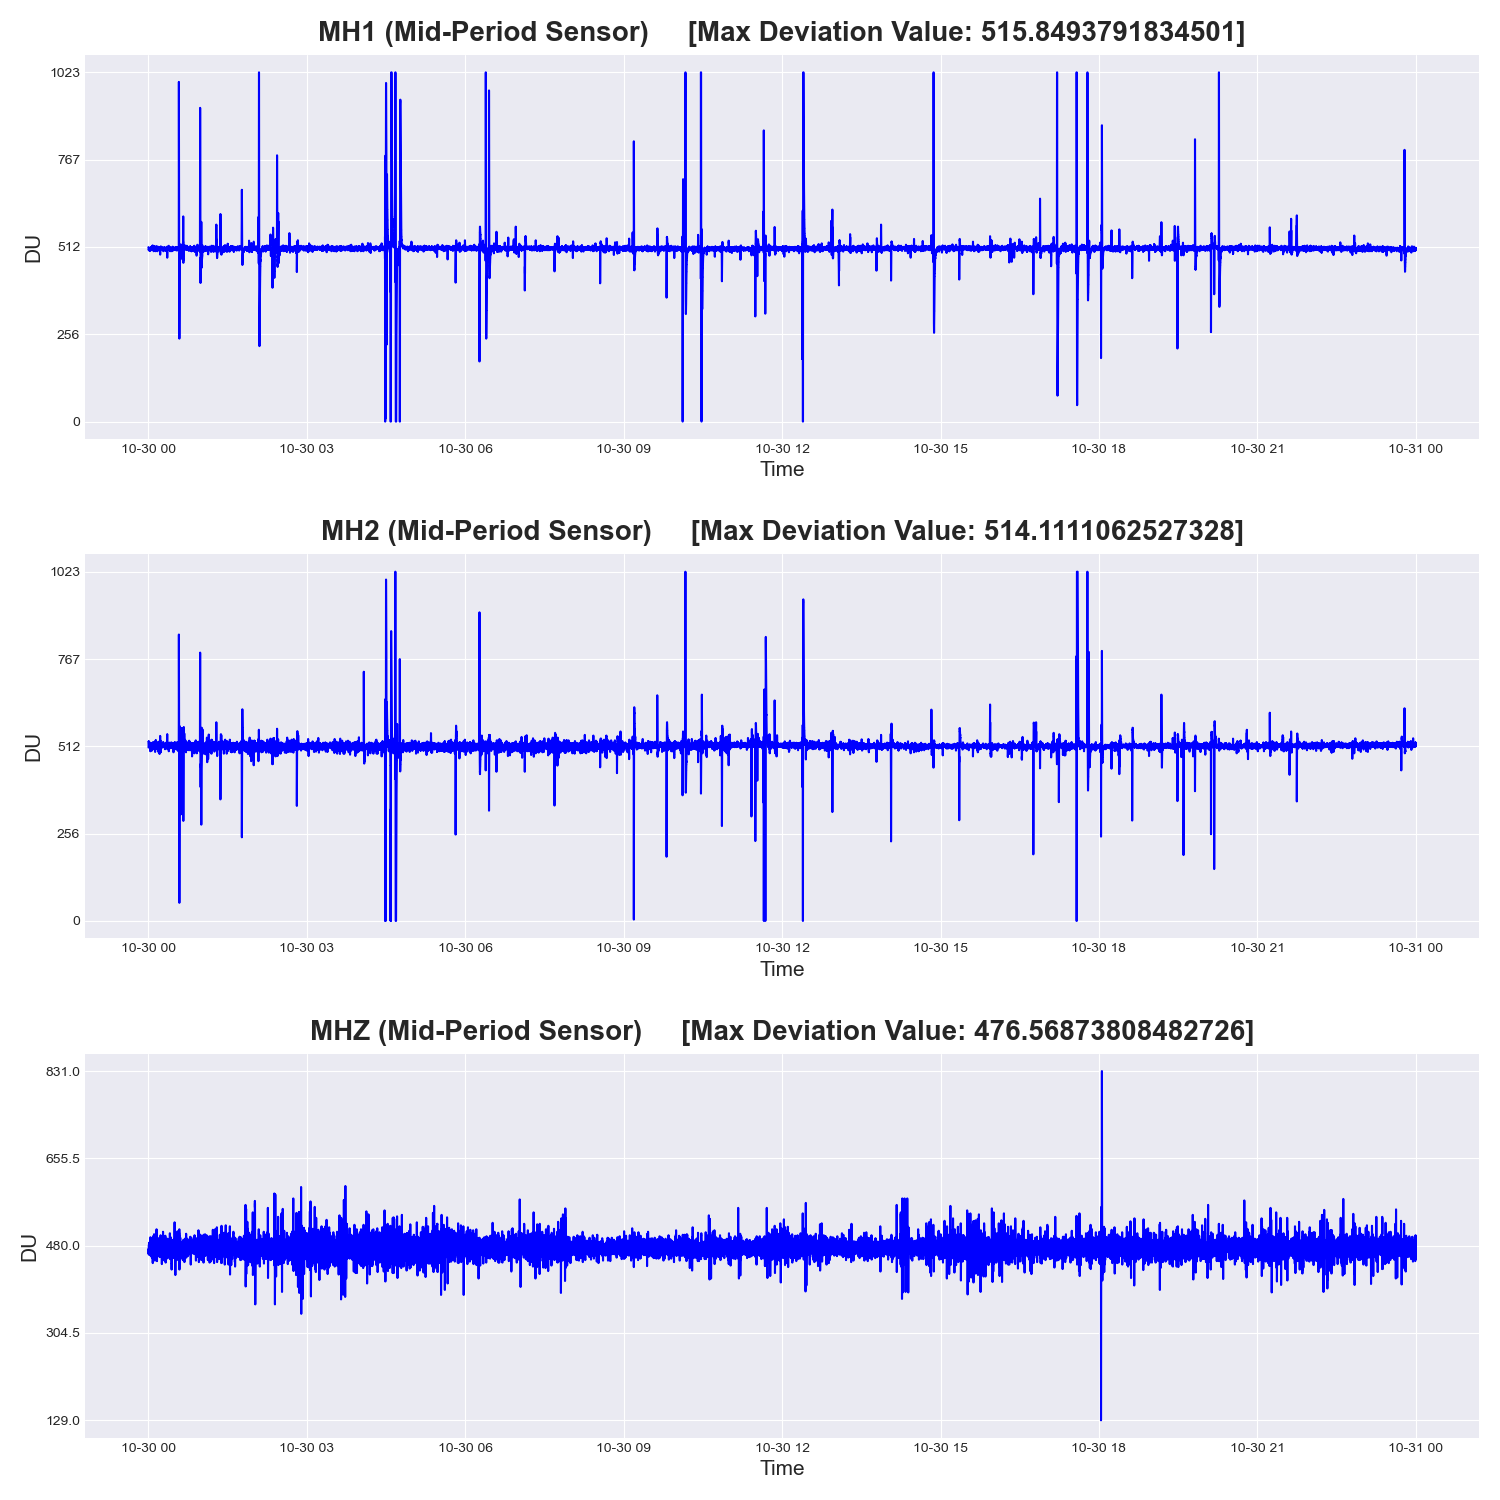 MH1 (Mid-Period Sensor)     [Max Deviation Value: 515.8493791834501]
1023
767
512
256
0
DU
10-30 00 10-30 03 10-30 06 10-30 09 10-30 12 10-30 15 10-30 18 10-30 21 10-31 00
Time
MH2 (Mid-Period Sensor)     [Max Deviation Value: 514.1111062527328]
1023
767
512
256
0
DU
10-30 00 10-30 03 10-30 06 10-30 09 10-30 12 10-30 15 10-30 18 10-30 21 10-31 00
Time
MHZ (Mid-Period Sensor)     [Max Deviation Value: 476.56873808482726]
831.0
655.5
480.0
304.5
129.0
DU
10-30 00 10-30 03 10-30 06 10-30 09 10-30 12 10-30 15 10-30 18 10-30 21 10-31 00
Time